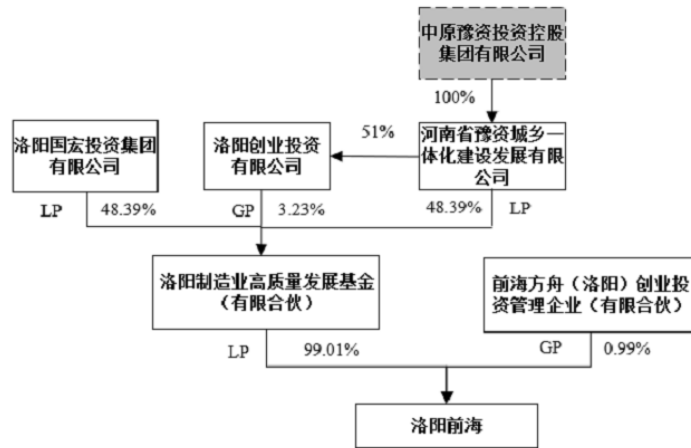 中原豫资投资控股
集团有限公司
100%
洛阳国宏投资集团
有限公司
洛阳创业投资
有限公司
51%
河南省豫资城乡一
体化建设发展有限
公司
LP
48.39%
GP
3.23%
48.39%
LP
洛阳制造业高质量发展基金
（有限合伙）
前海方舟（洛阳）创业投
资管理企业（有限合伙）
LP
99.01%
GP
0.99%
洛阳前海